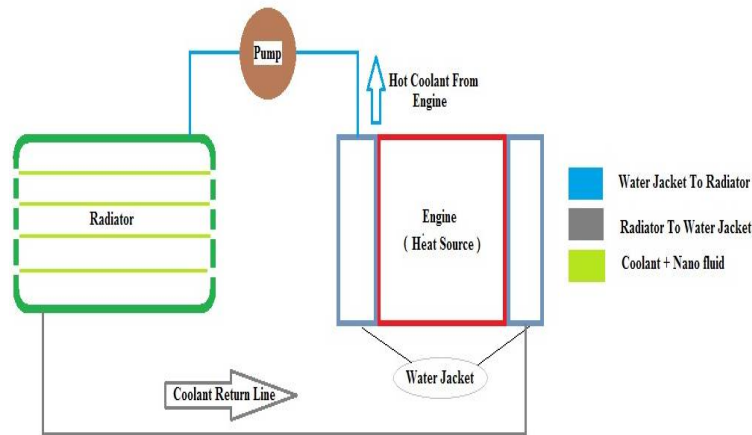 Pump
Hot Coolant From
Engine
Radiator
Engine
( Heat Source )
Water Jacket To Radiator
Radiator To Water Jacket
Coolant + Nano fluid
Water Jacket
Coolant Return Line